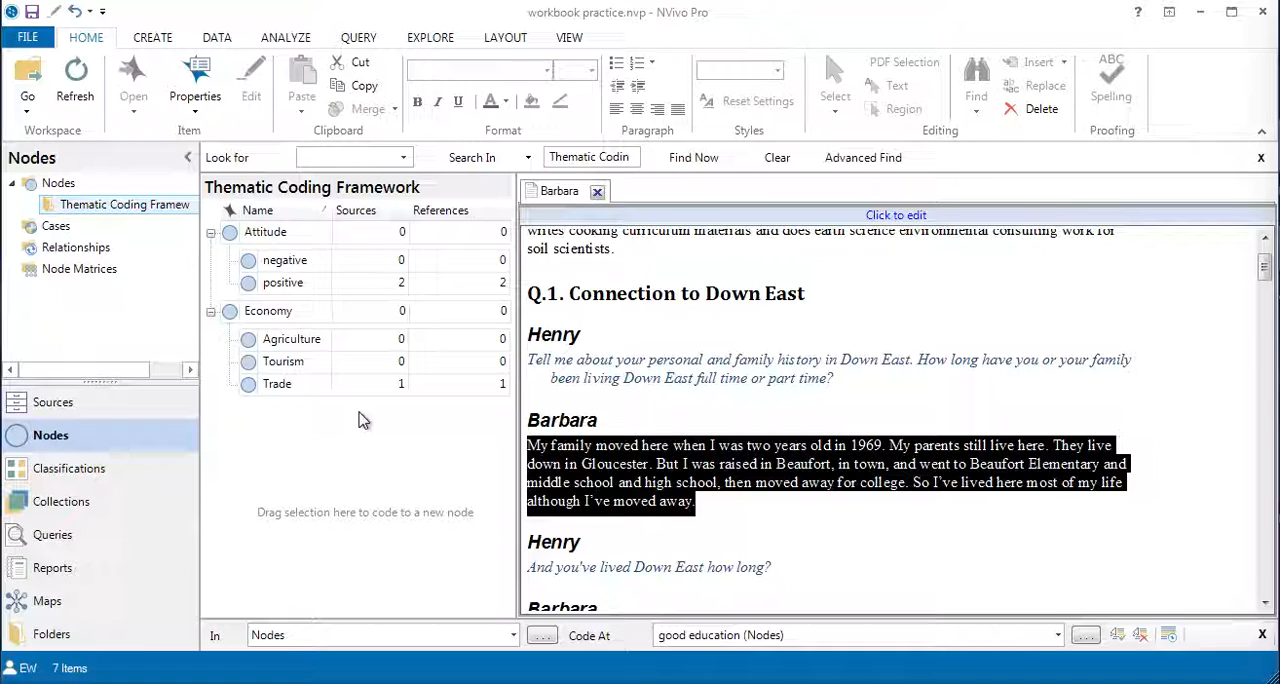 workbook practice.nvp - NVivo Pro
FILE HOME CREATE DATA ANALYZE QUERY EXPLORE LAYOUT VIEW
Go
Refresh
Open
Properties
Edit
Paste
Cut
Copy
Merge
B I U A
Reset Settings
Select
PDF Selection
Text
Region
Find
Insert
Replace
Delete
ABC
Spelling
Workspace Item Clipboard Format Paragraph Styles Editing Proofing
Nodes
Look for Search In Thematic Codin Find Now Clear Advanced Find x
Nodes
Thematic Coding Framew
Cases
Relationships
Node Matrices
Sources
Nodes
Classifications
Collections
Queries
Reports
Maps
Folders
Thematic Coding Framework
Name Sources References
Attitude 0 0
negative 0 0
positive 2 2
Economy 0 0
Agriculture 0 0
Tourism 0 0
Trade 1 1
Drag selection here to code to a new node
Barbara
Click to edit
writes cooking curriculum materials and does earth science environmental consulting work for
soil scientists.
Q.1. Connection to Down East
Henry
Tell me about your personal and family history in Down East. How long have you or your family
been living Down East full time or part time?
Barbara
My family moved here when I was two years old in 1969. My parents still live here. They live
down in Gloucester. But I was raised in Beaufort, in town, and went to Beaufort Elementary and
middle school and high school, then moved away for college. So I've lived here most of my life
although I've moved away.
Henry
And you've lived Down East how long?
Barbara
In Nodes ... Code At good education (Nodes) ... x
EW 7 Items